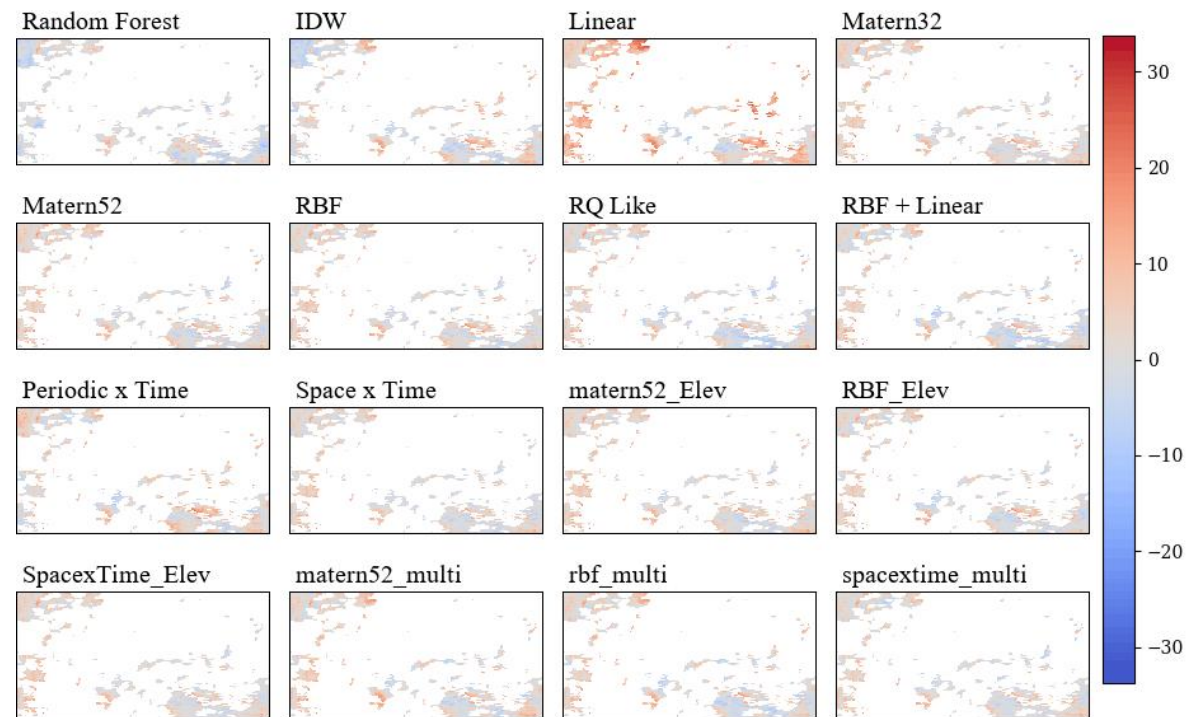 Random Forest
IDW
Linear
Matern32
Matern52
RBF
RQ Like
RBF + Linear
Periodic x Time
Space x Time
matern52_Elev
RBF_Elev
SpacexTime_Elev
matern52_multi
rbf_multi
spacextime_multi
30
20
10
0
−10
−20
−30